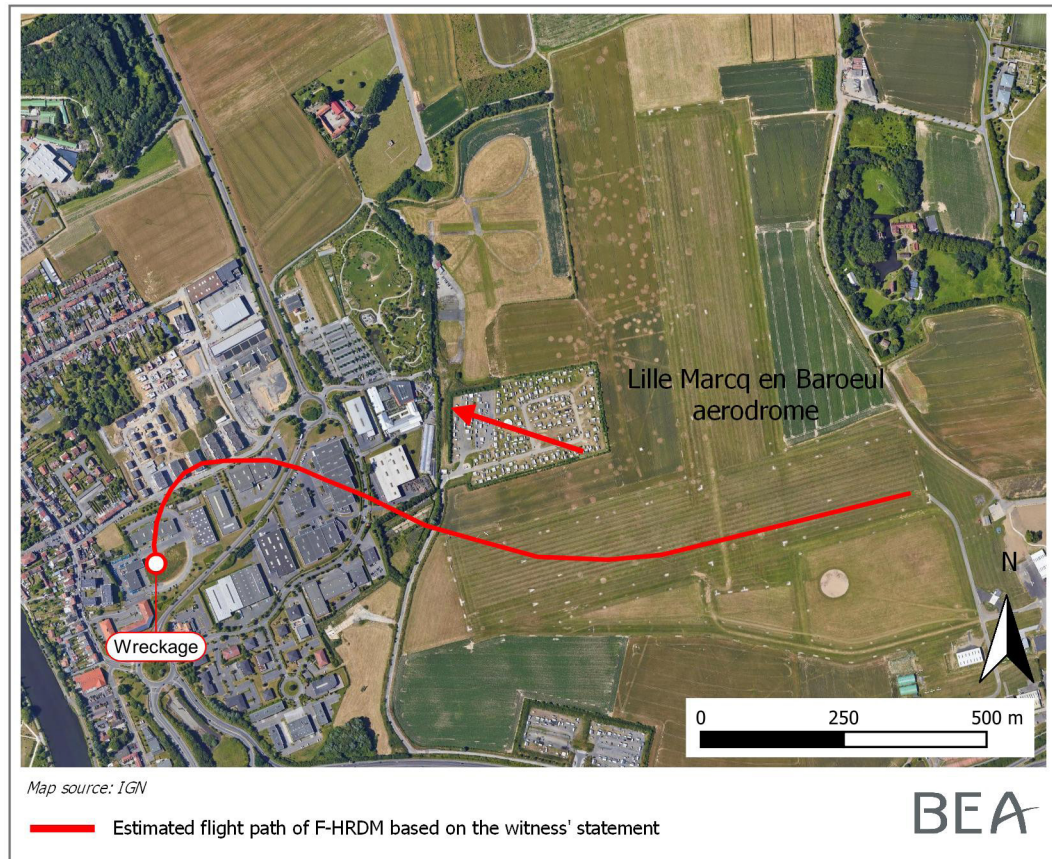 Lille Marcq en Baroeul
aerodrome
N
Wreckage
0 250 500 m
Map source: IGN
Estimated flight path of F-HRDM based on the witness' statement
BEA